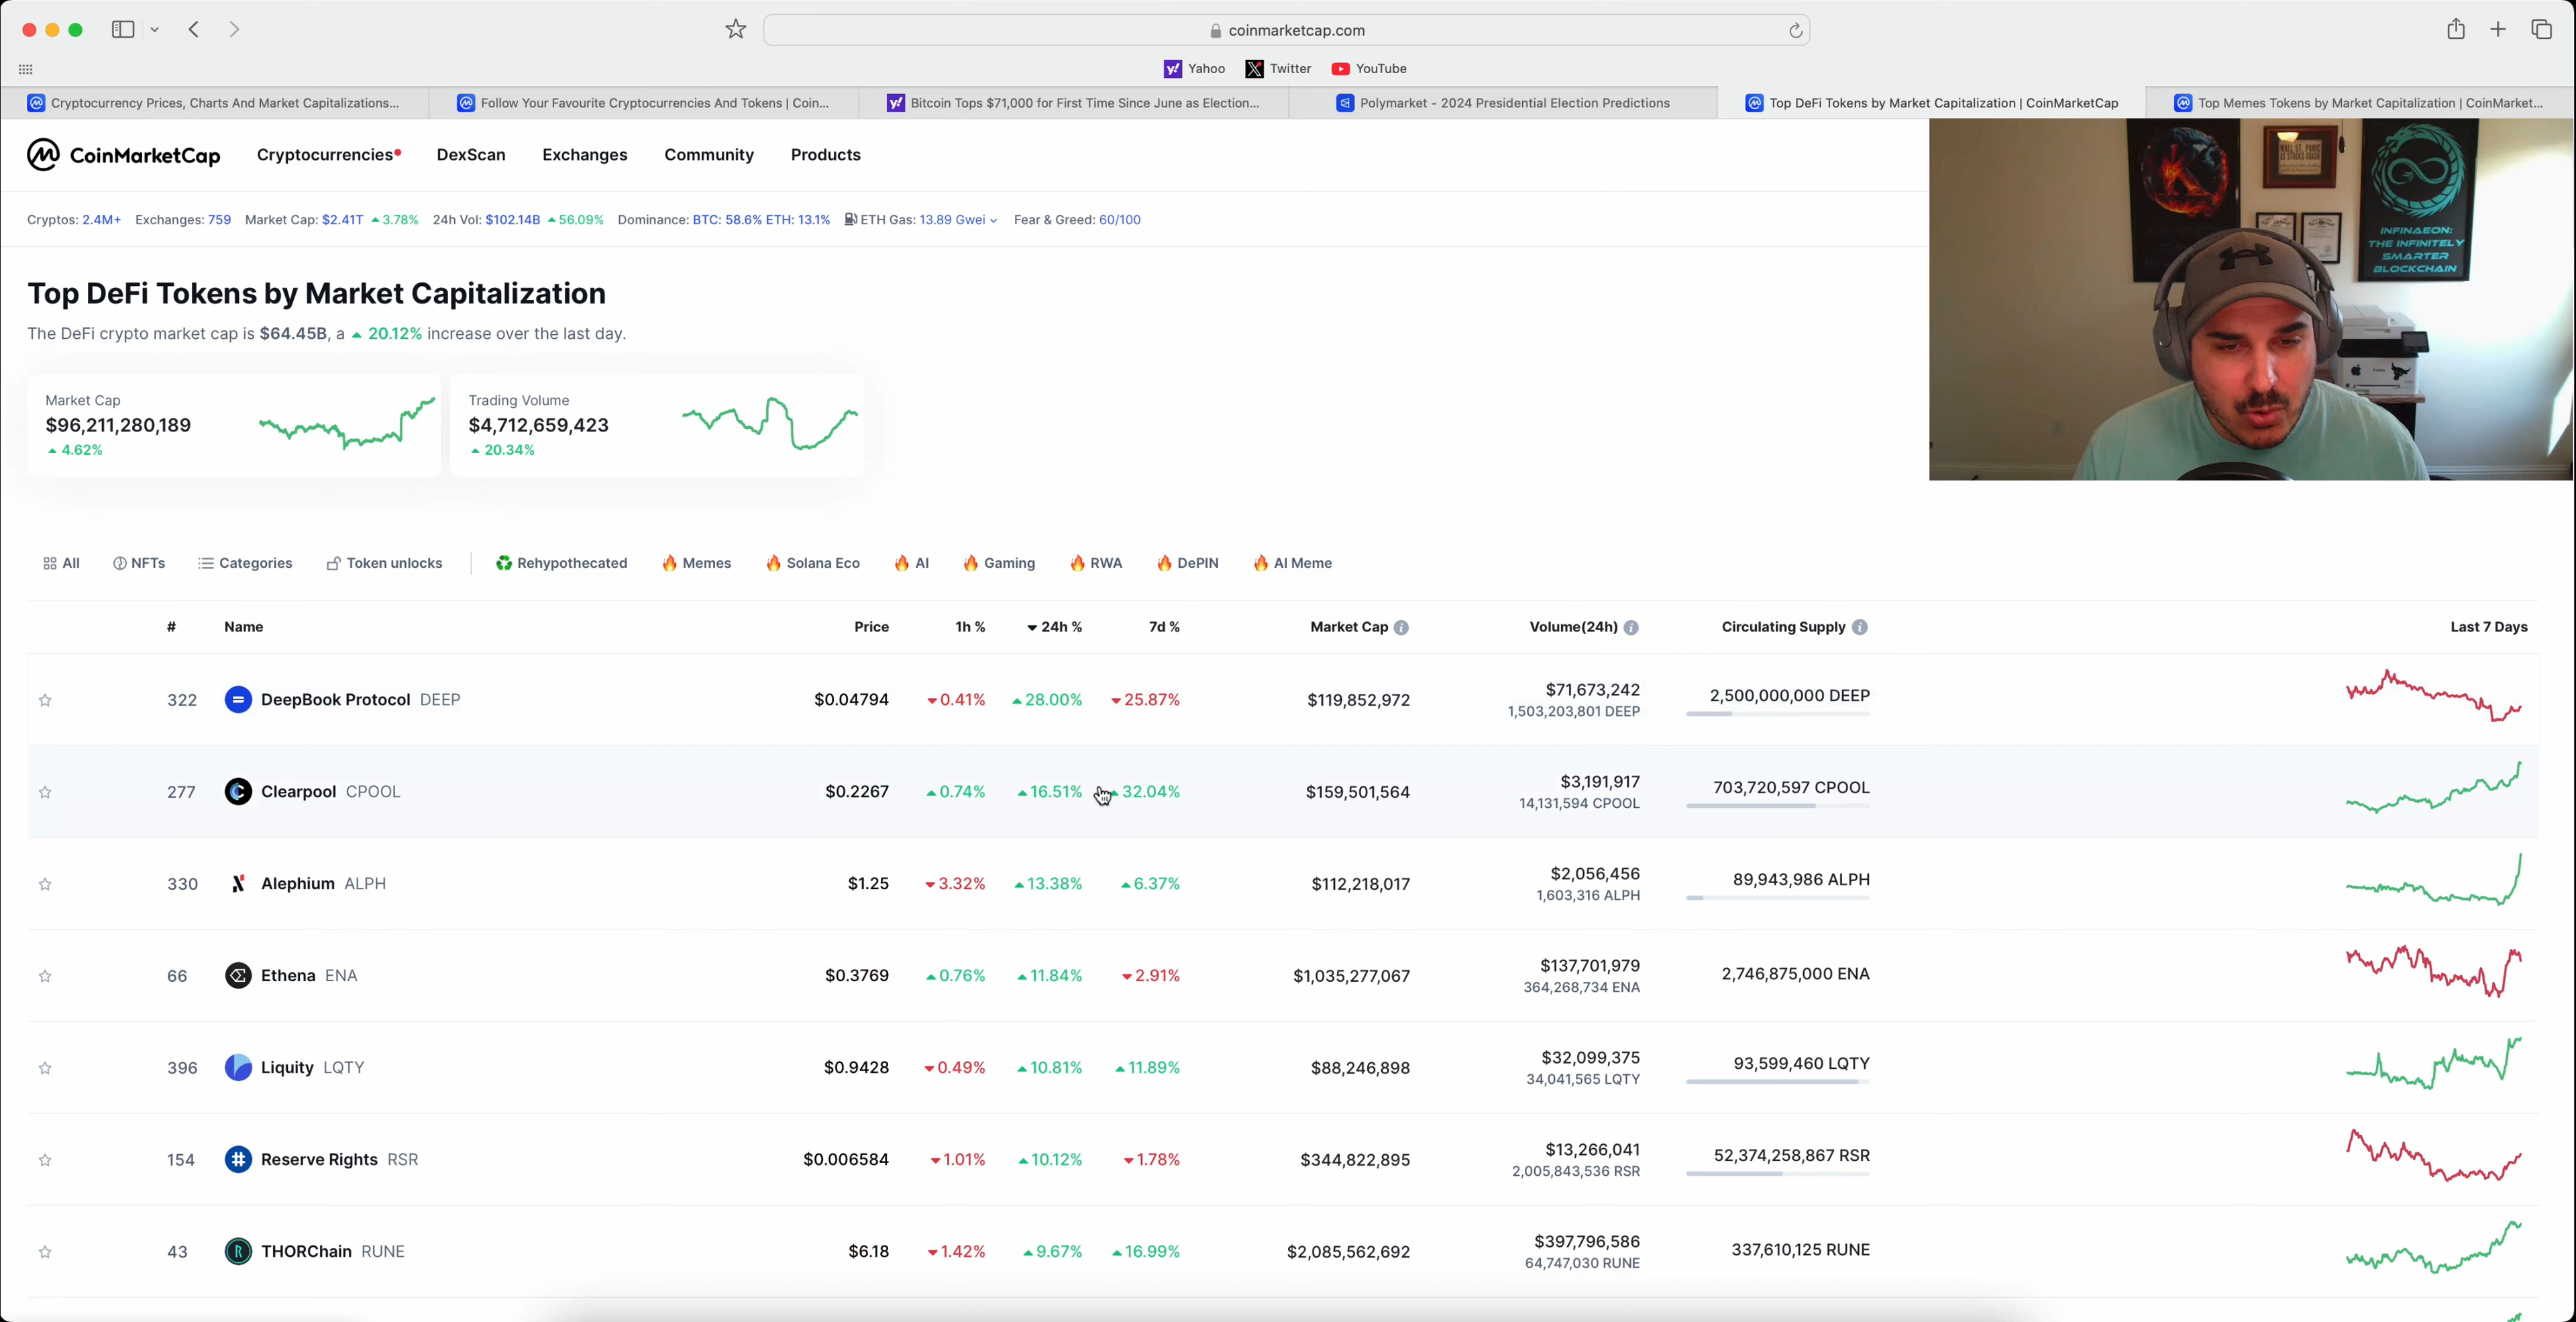 coinmarketcap.com
Yahoo Twitter YouTube
Cryptocurrency Prices, Charts And Market Capitalizations... Follow Your Favourite Cryptocurrencies And Tokens | Coin... Bitcoin Tops $71,000 for First Time Since June as Election... Polymarket - 2024 Presidential Election Predictions Top DeFi Tokens by Market Capitalization | CoinMarketCap Top Memes Tokens by Market Capitalization | CoinMarket...
CoinMarketCap Cryptocurrencies DexScan Exchanges Community Products
Cryptos: 2.4M+ Exchanges: 759 Market Cap: $2.41T 3.78% 24h Vol: $102.14B 56.09% Dominance: BTC: 58.6% ETH: 13.1% ETH Gas: 13.89 Gwei Fear & Greed: 60/100
INFINAEON:
THE INFINITELY
SMARTER
BLOCKCHAIN
Top DeFi Tokens by Market Capitalization
The DeFi crypto market cap is $64.45B, a 20.12% increase over the last day.
Market Cap
$96,211,280,189
4.62%
Trading Volume
$4,712,659,423
20.34%
All NFTs Categories Token unlocks Rehypothecated Memes Solana Eco AI Gaming RWA DePIN AI Meme
# Name Price 1h % 24h % 7d % Market Cap Volume(24h) Circulating Supply Last 7 Days
322 DeepBook Protocol DEEP $0.04794 0.41% 28.00% 25.87% $119,852,972 $71,673,242 2,500,000,000 DEEP
1,503,203,801 DEEP
277 Clearpool CPOOL $0.2267 0.74% 16.51% 32.04% $159,501,564 $3,191,917 703,720,597 CPOOL
14,131,594 CPOOL
330 Alephium ALPH $1.25 3.32% 13.38% 6.37% $112,218,017 $2,056,456 89,943,986 ALPH
1,603,316 ALPH
66 Ethena ENA $0.3769 0.76% 11.84% 2.91% $1,035,277,067 $137,701,979 2,746,875,000 ENA
364,268,734 ENA
396 Liquity LQTY $0.9428 0.49% 10.81% 11.89% $88,246,898 $32,099,375 93,599,460 LQTY
34,041,565 LQTY
154 Reserve Rights RSR $0.006584 1.01% 10.12% 1.78% $344,822,895 $13,266,041 52,374,258,867 RSR
2,005,843,536 RSR
43 THORChain RUNE $6.18 1.42% 9.67% 16.99% $2,085,562,692 $397,796,586 337,610,125 RUNE
64,747,030 RUNE